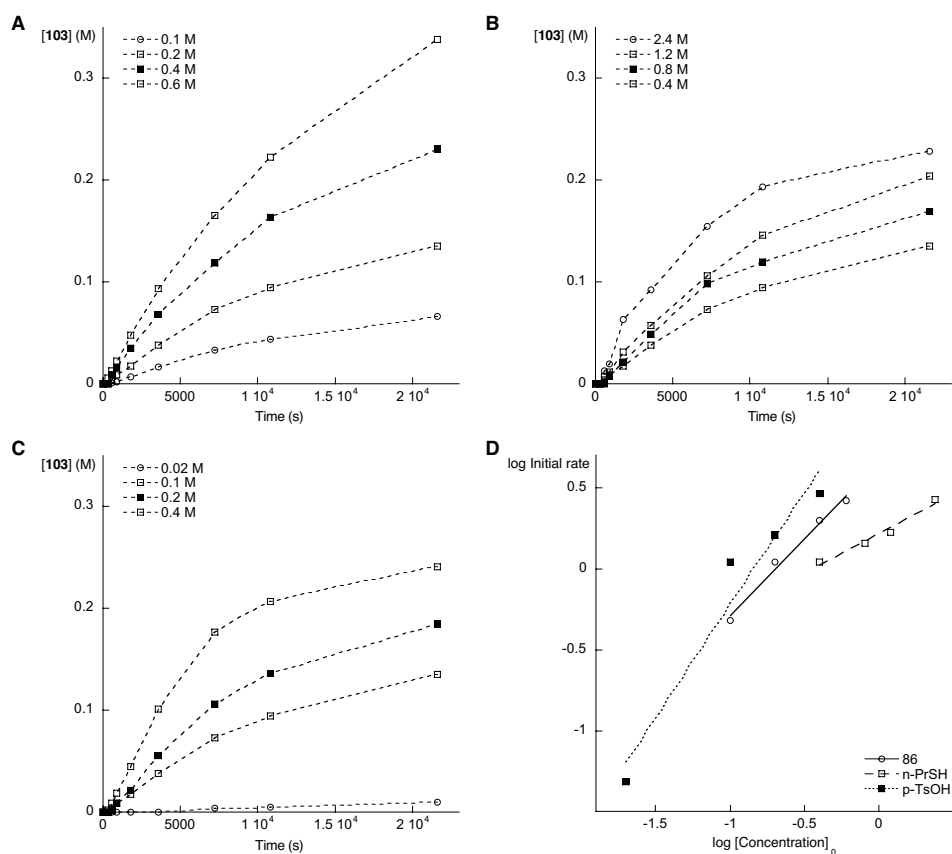 A
[103] (M)
0.1 M
0.2 M
0.4 M
0.6 M
0.3
0.2
0.1
0
0 5000 1 10⁴ 1.5 10⁴ 2 10⁴
Time (s)
B
[103] (M)
2.4 M
1.2 M
0.8 M
0.4 M
0.3
0.2
0.1
0
0 5000 1 10⁴ 1.5 10⁴ 2 10⁴
Time (s)
C
[103] (M)
0.02 M
0.1 M
0.2 M
0.4 M
0.3
0.2
0.1
0
0 5000 1 10⁴ 1.5 10⁴ 2 10⁴
Time (s)
D
log Initial rate
0.5
0
-0.5
-1
86
n-PrSH
p-TsOH
-1.5 -1 -0.5 0
log [Concentration]₀